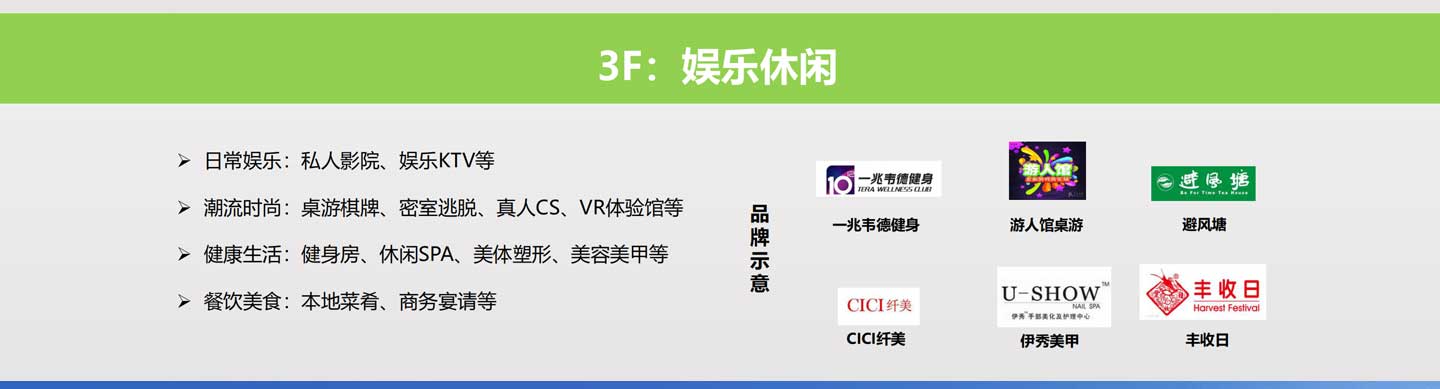 3F：娱乐休闲
日常娱乐：私人影院、娱乐KTV等
潮流时尚：桌游棋牌、密室逃脱、真人CS、VR体验馆等
健康生活：健身房、休闲SPA、美体塑形、美容美甲等
餐饮美食：本地菜肴、商务宴请等
品牌示意
10
一兆韦德健身
TERA WELLNESS CLUB
一兆韦德健身
游人馆
游人馆桌游
避风塘
Be For Time Tea House
避风塘
CICI纤美
CICI纤美
U-SHOW™
NAIL SPA
伊秀™手部美化及护理中心
伊秀美甲
丰收日
Harvest Festival
丰收日